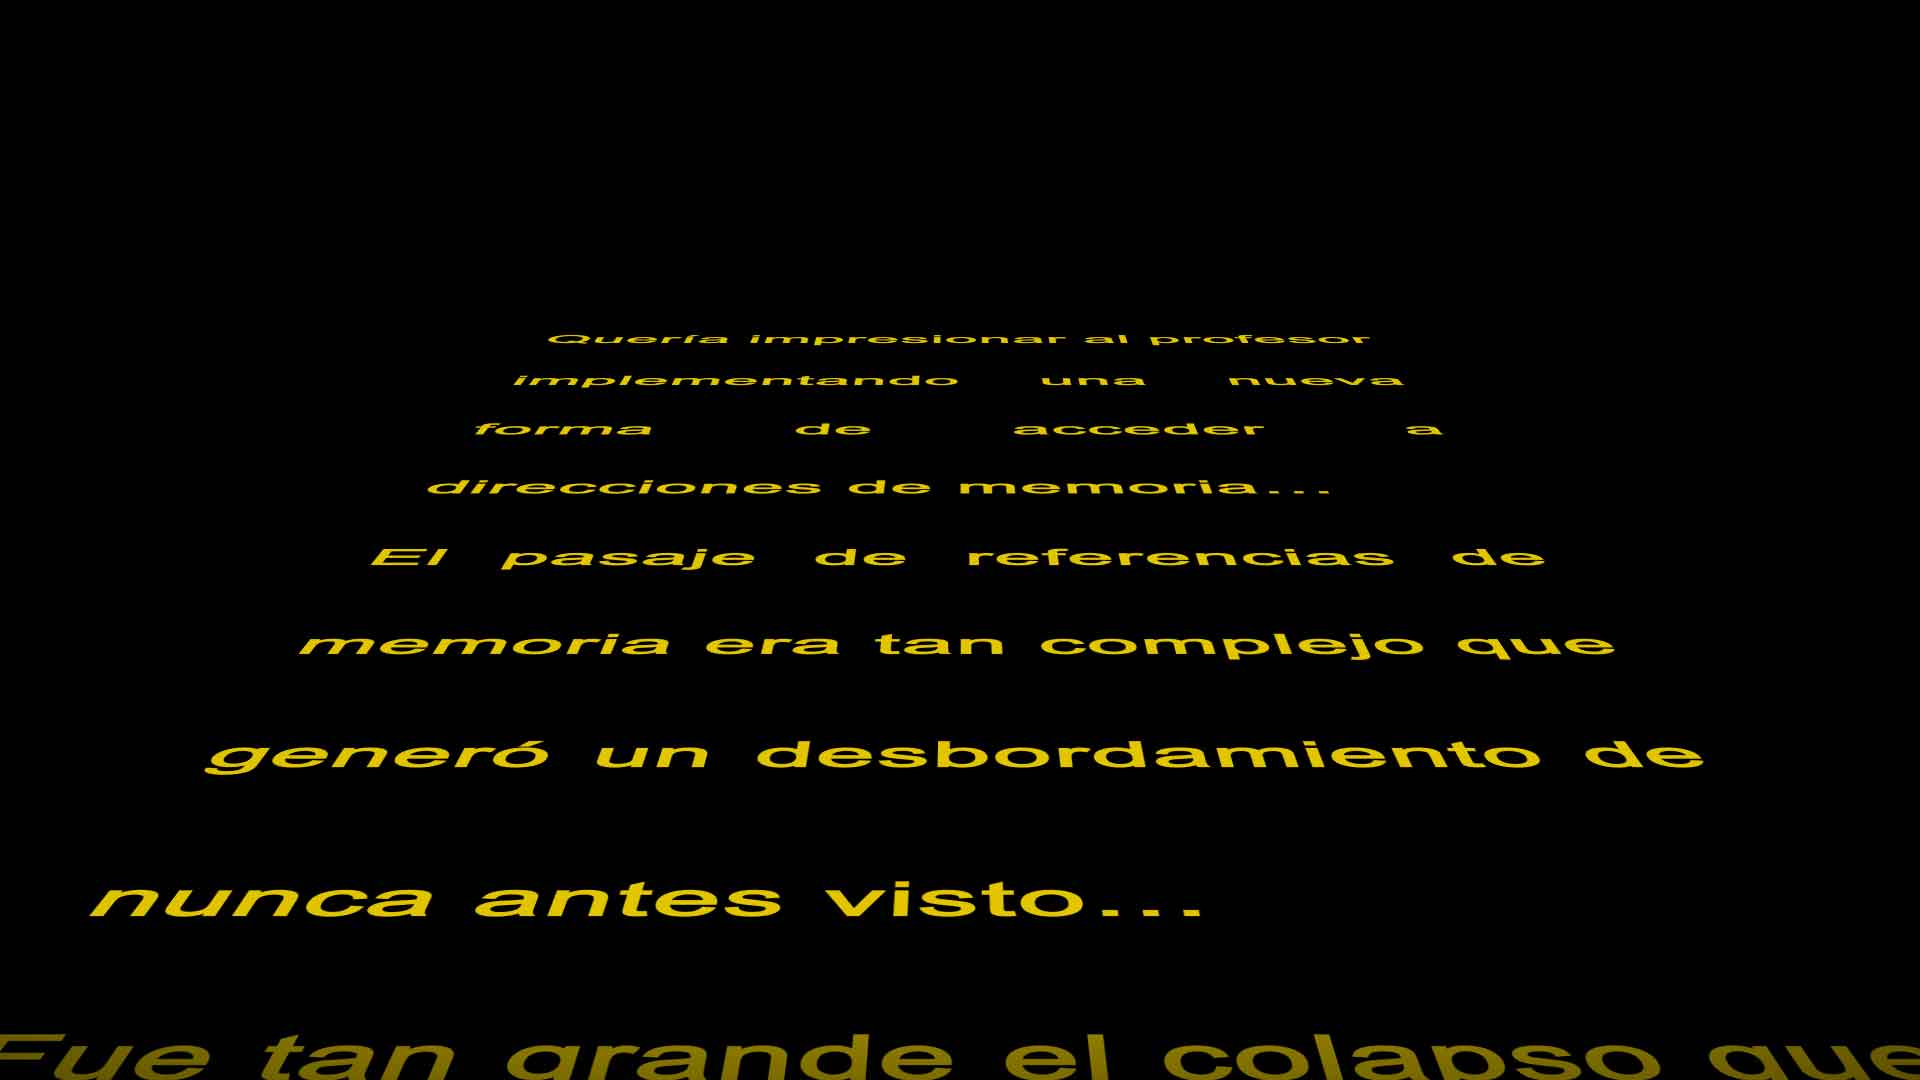 Quería impresionar al profesor
implementando una nueva
forma de acceder a
direcciones de memoria...
El pasaje de referencias de
memoria era tan complejo que
generó un desbordamiento de
nunca antes visto...
Fue tan grande el colapso que